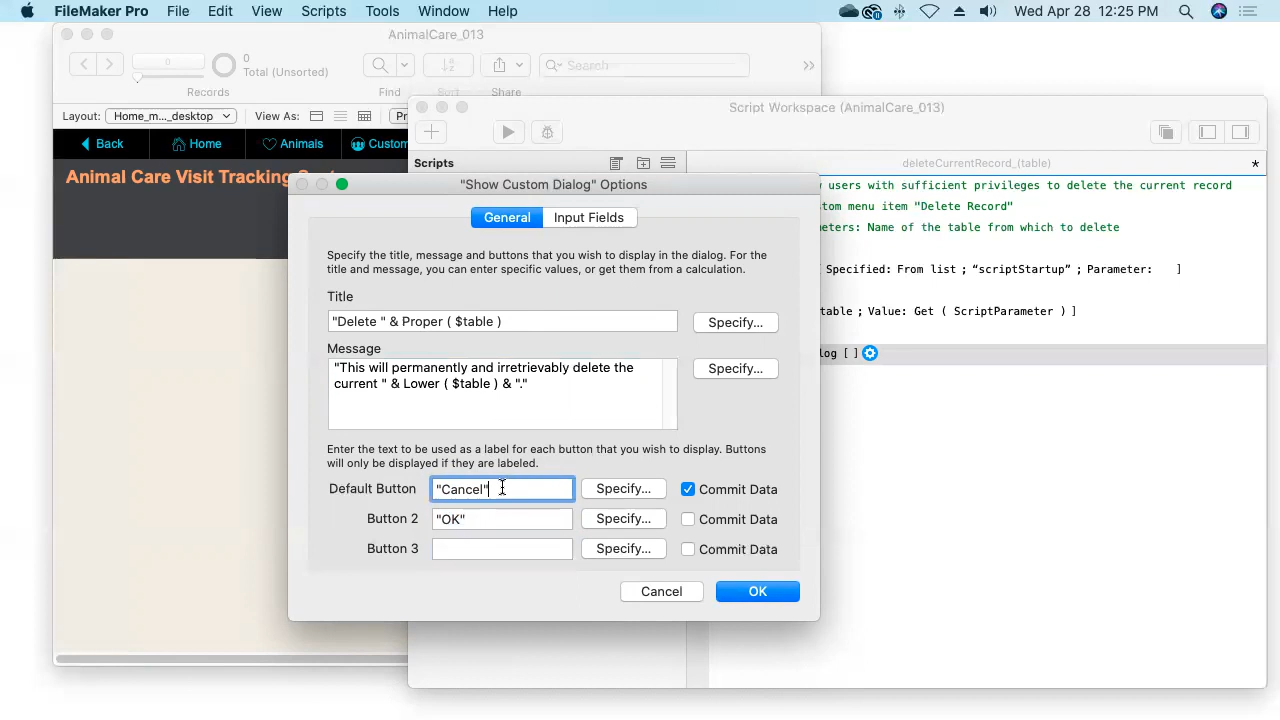 FileMaker Pro File Edit View Scripts Tools Window Help Wed Apr 28 12:25 PM
AnimalCare_013
0
0
Total (Unsorted)
Search
Records Find Sort Share
Script Workspace (AnimalCare_013)
Layout: Home_m..._desktop View As: Pr
Back Home Animals Custom
Scripts deleteCurrentRecord_(table) *
Animal Care Visit Tracking
users with sufficient privileges to delete the current record
"Show Custom Dialog" Options
stom menu item "Delete Record"
General Input Fields
meters: Name of the table from which to delete
Specify the title, message and buttons that you wish to display in the dialog. For the
title and message, you can enter specific values, or get them from a calculation.
Specified: From list ; “scriptStartup” ; Parameter: ]
Title
"Delete " & Proper ( $table ) Specify...
table ; Value: Get ( ScriptParameter ) ]
Message
log [ ]
"This will permanently and irretrievably delete the
current " & Lower ( $table ) & "."
Specify...
Enter the text to be used as a label for each button that you wish to display. Buttons
will only be displayed if they are labeled.
Default Button "Cancel" Specify... Commit Data
Button 2 "OK" Specify... Commit Data
Button 3 Specify... Commit Data
Cancel OK